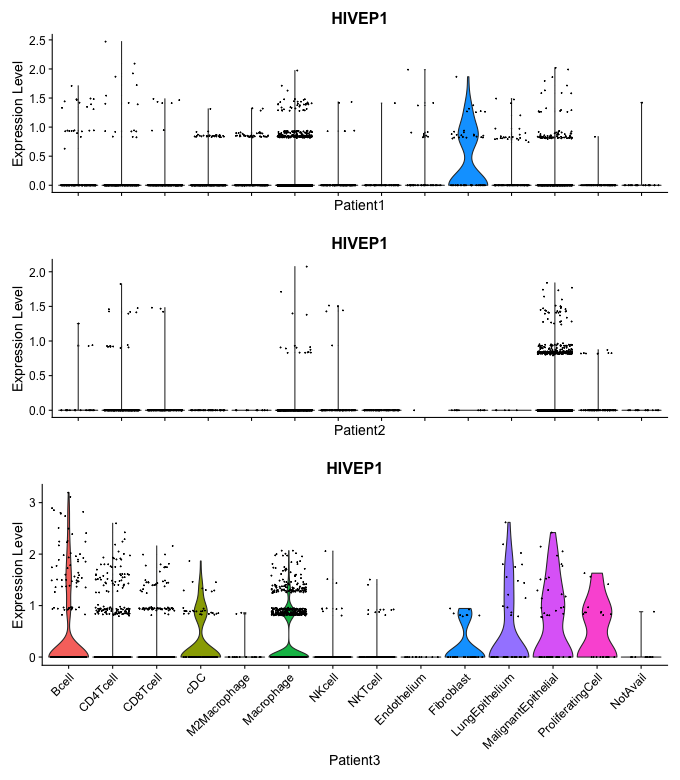 HIVEP1
Expression Level
2.5
2.0
1.5
1.0
0.5
0.0
Patient1
HIVEP1
Expression Level
2.0
1.5
1.0
0.5
0.0
Patient2
HIVEP1
Expression Level
3
2
1
0
Bcell
CD4Tcell
CD8Tcell
cDC
M2Macrophage
Macrophage
NKcell
NKTcell
Endothelium
Fibroblast
LungEpithelium
MalignantEpithelial
ProliferatingCell
NotAvail
Patient3